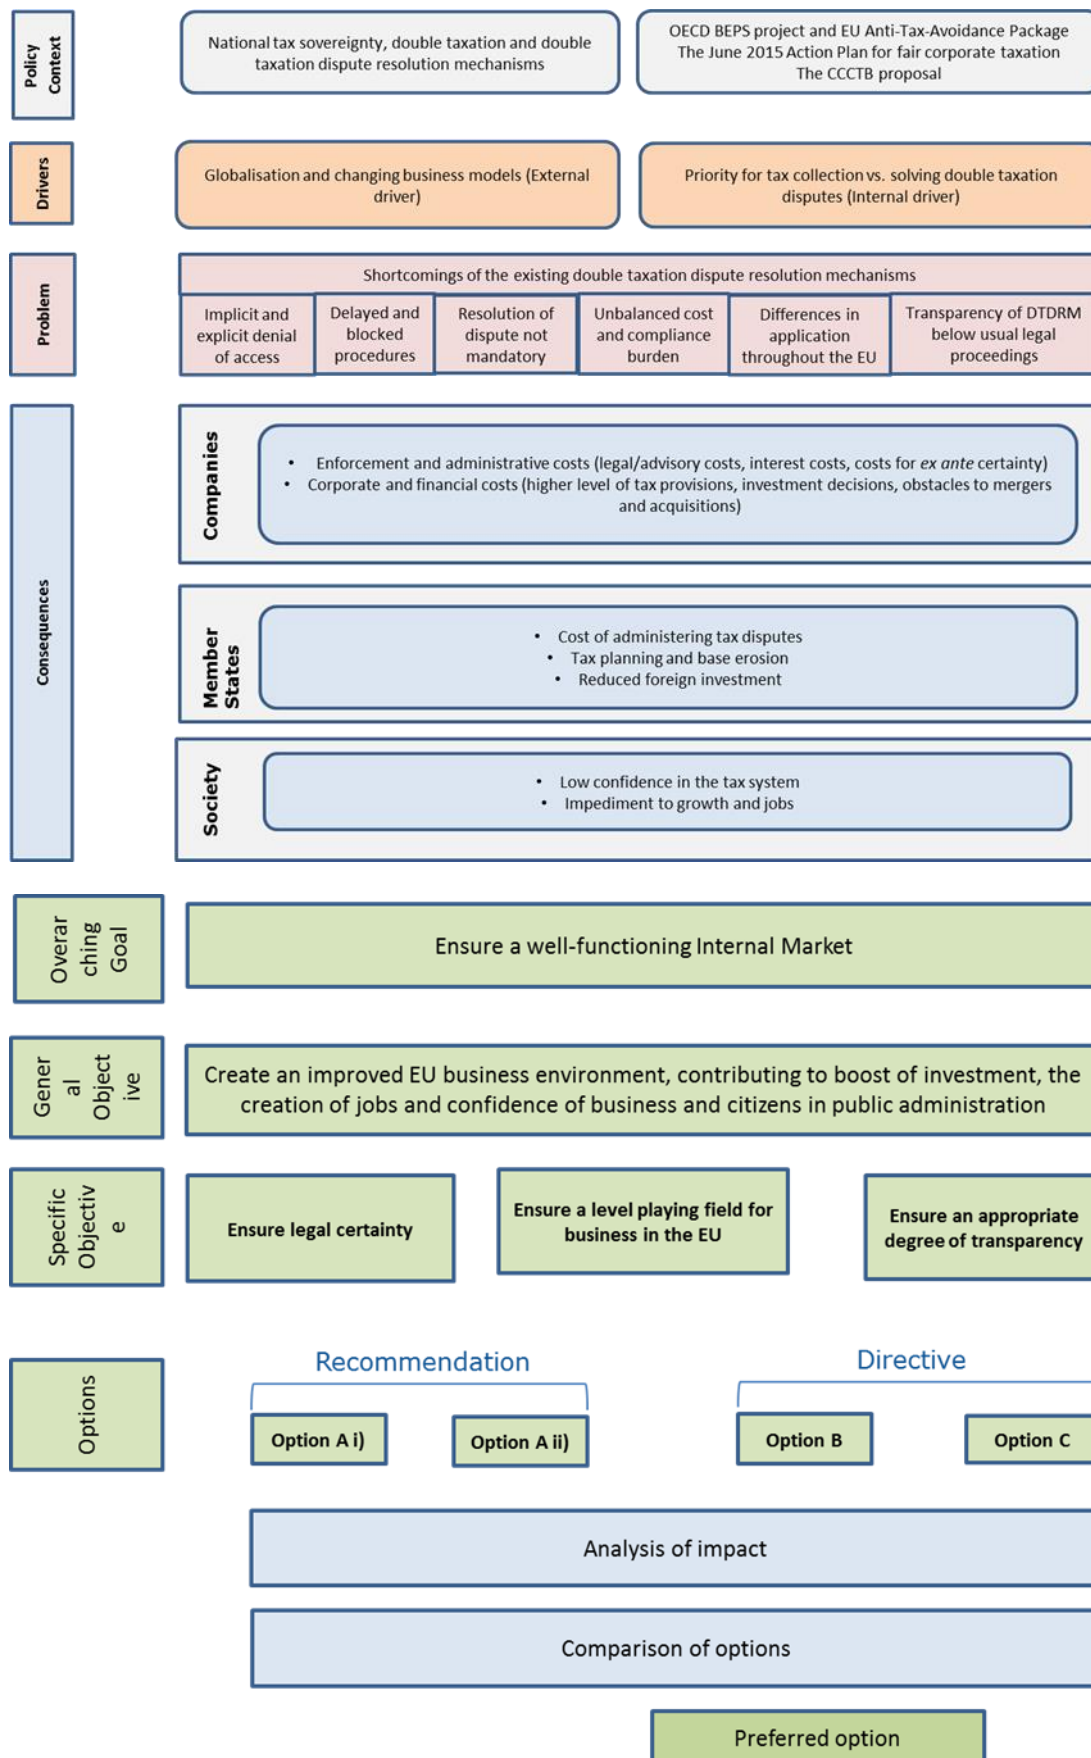 Policy
Context
National tax sovereignty, double taxation and double
taxation dispute resolution mechanisms
OECD BEPS project and EU Anti-Tax-Avoidance Package
The June 2015 Action Plan for fair corporate taxation
The CCCTB proposal
Drivers
Globalisation and changing business models (External
driver)
Priority for tax collection vs. solving double taxation
disputes (Internal driver)
Problem
Shortcomings of the existing double taxation dispute resolution mechanisms
Implicit and
explicit denial
of access
Delayed and
blocked
procedures
Resolution of
dispute not
mandatory
Unbalanced cost
and compliance
burden
Differences in
application
throughout the EU
Transparency of DTDRM
below usual legal
proceedings
Consequences
Companies
• Enforcement and administrative costs (legal/advisory costs, interest costs, costs for ex ante certainty)
• Corporate and financial costs (higher level of tax provisions, investment decisions, obstacles to mergers
and acquisitions)
Member
States
• Cost of administering tax disputes
• Tax planning and base erosion
• Reduced foreign investment
Society
• Low confidence in the tax system
• Impediment to growth and jobs
Overar
ching
Goal
Ensure a well-functioning Internal Market
Gener
al
Object
ive
Create an improved EU business environment, contributing to boost of investment, the
creation of jobs and confidence of business and citizens in public administration
Specific
Objectiv
e
Ensure legal certainty
Ensure a level playing field for
business in the EU
Ensure an appropriate
degree of transparency
Options
Recommendation
Directive
Option A i)
Option A ii)
Option B
Option C
Analysis of impact
Comparison of options
Preferred option